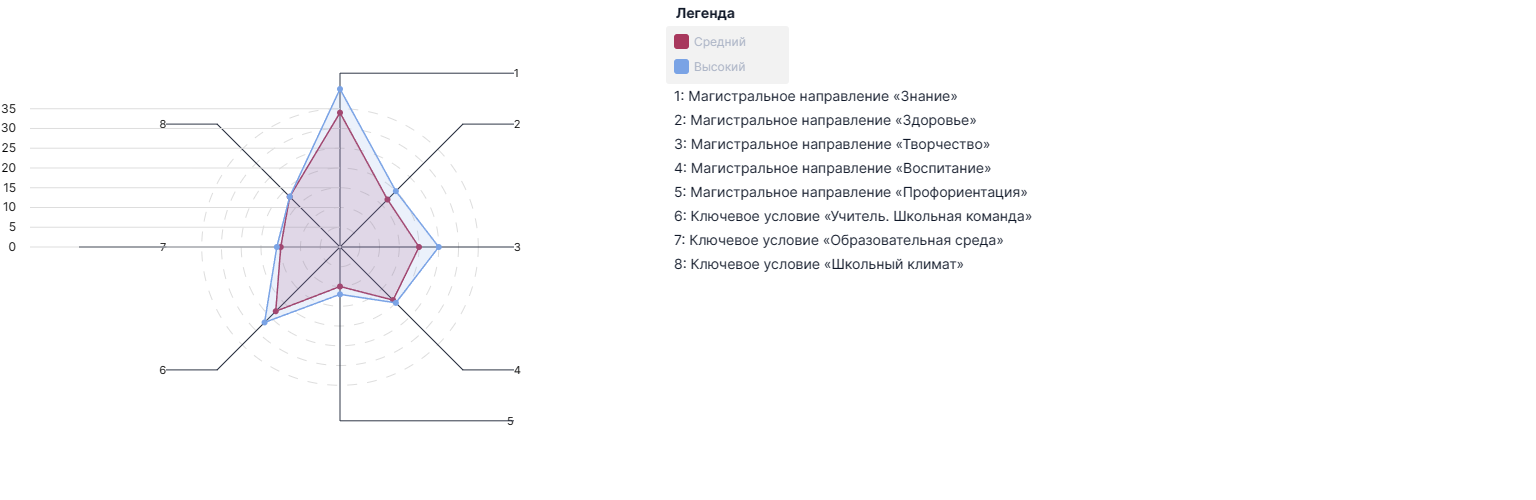 Легенда
Средний
Высокий
1: Магистральное направление «Знание»
2: Магистральное направление «Здоровье»
3: Магистральное направление «Творчество»
4: Магистральное направление «Воспитание»
5: Магистральное направление «Профориентация»
6: Ключевое условие «Учитель. Школьная команда»
7: Ключевое условие «Образовательная среда»
8: Ключевое условие «Школьный климат»
1
35
8
2
30
25
20
15
10
5
0
7
3
6
4
5